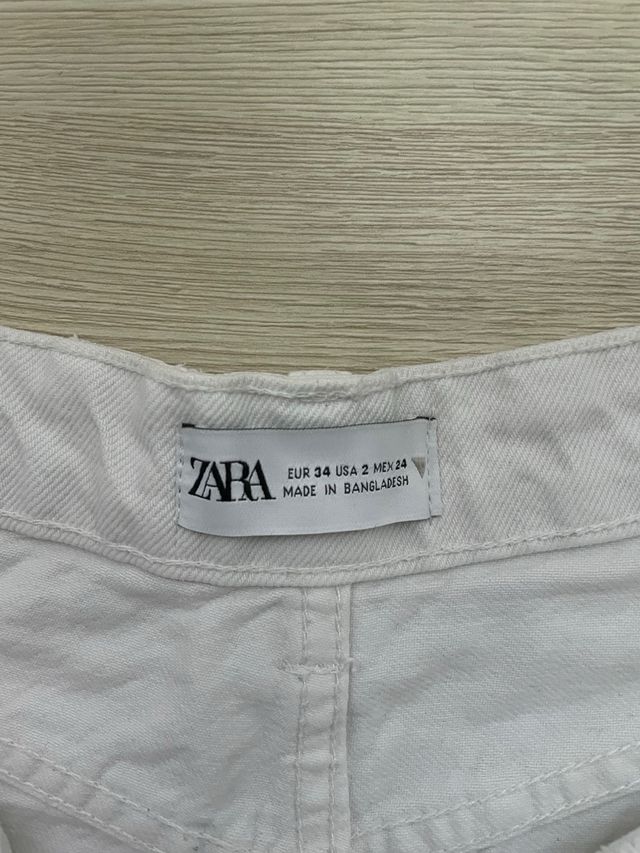 ZARA
EUR 34 USA 2 MEX 24
MADE IN BANGLADESH